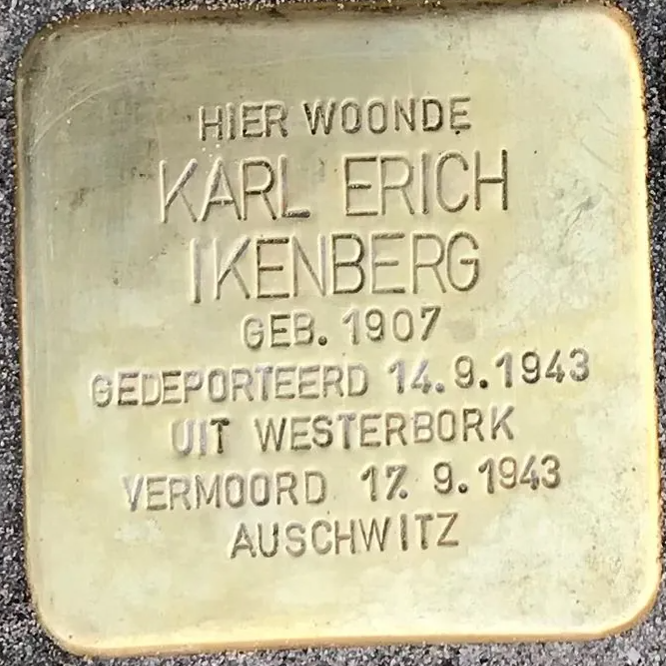 HIER WOONDE
KARL ERICH
IKENBERG
GEB. 1907
GEDEPORTEERD 14.9.1943
UIT WESTERBORK
VERMOORD 17. 9.1943
AUSCHWITZ